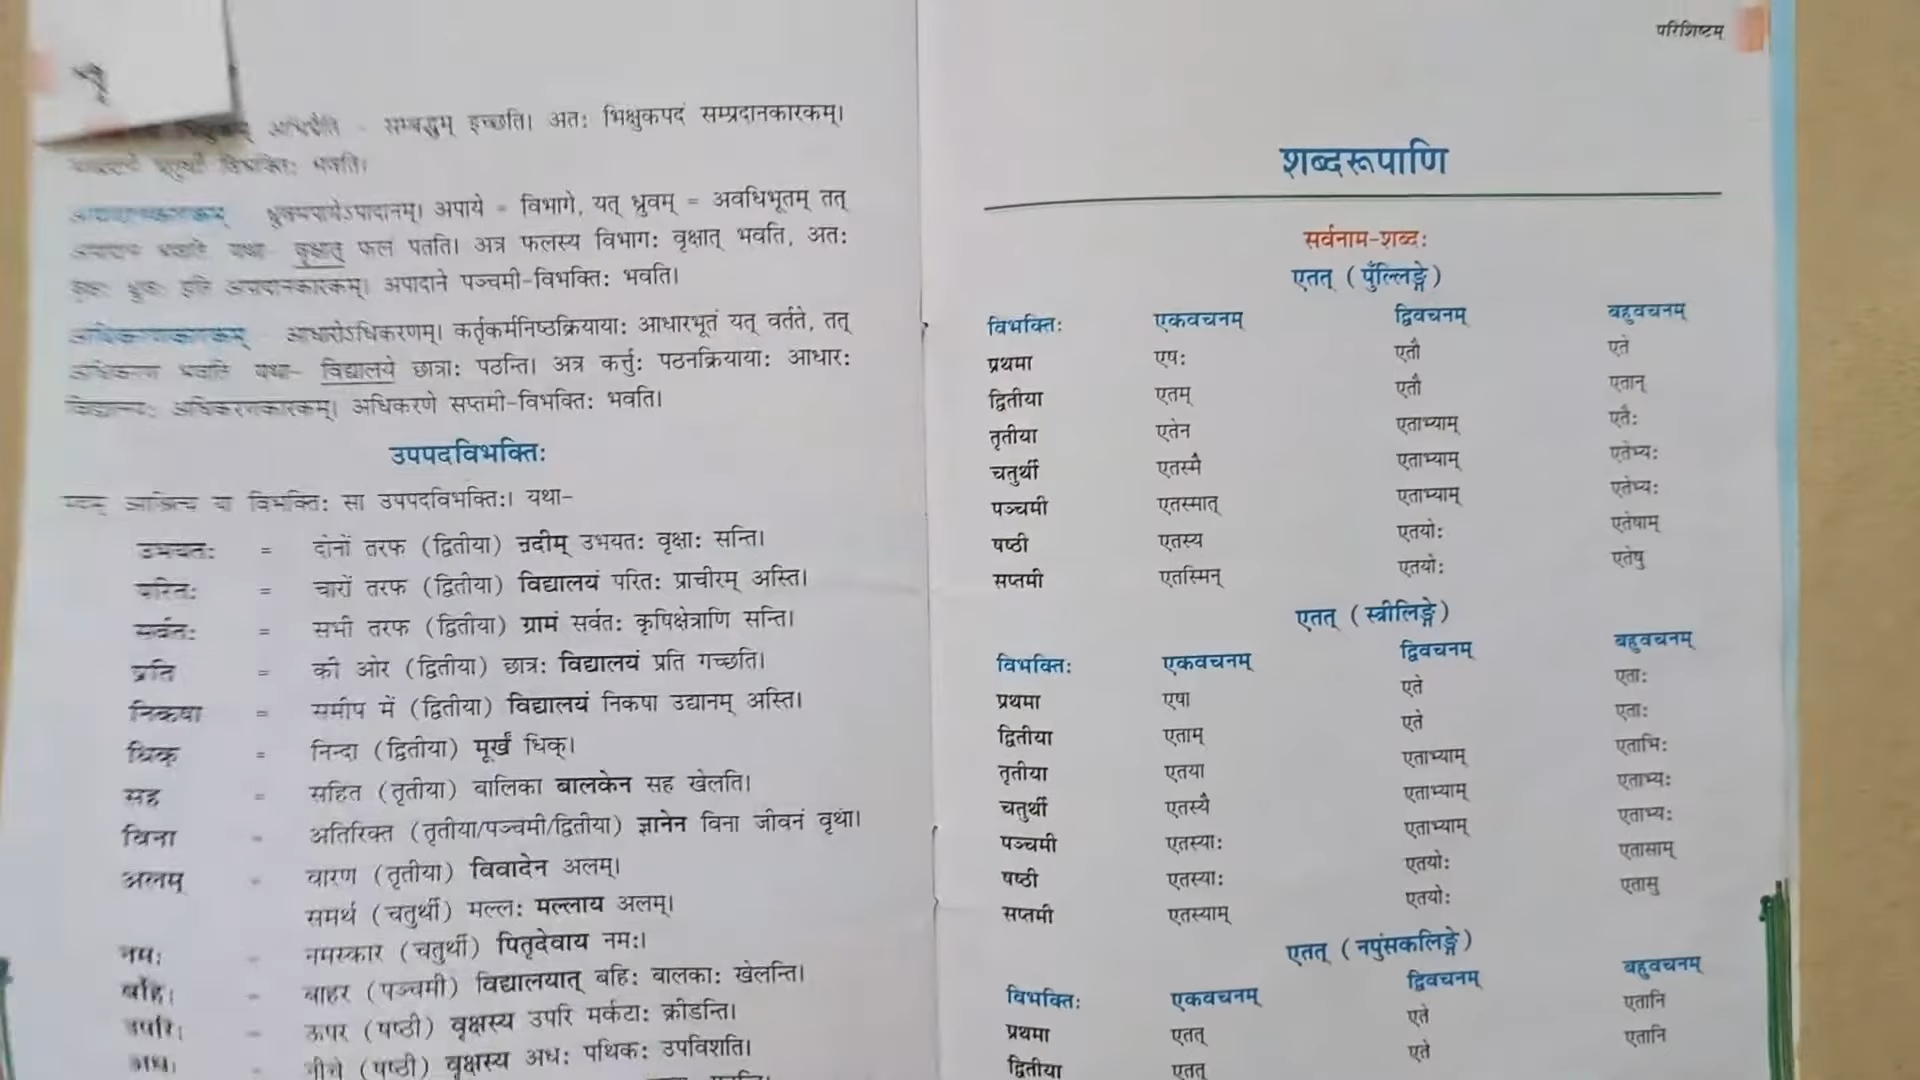 सम्बद्धुम् इच्छति। अतः भिक्षुकपदं सम्प्रदानकारकम्।
विभक्तिः भवति।
ध्रुवमपायेऽपादानम्। अपाये = विभागे, यत् ध्रुवम् = अवधिभूतम् तत्
यथा- वृक्षात् फलं पतति। अत्र फलस्य विभागः वृक्षात् भवति, अतः
इति अपादानकारकम्। अपादाने पञ्चमी-विभक्तिः भवति।
अधिकरणकारकम् - आधारोऽधिकरणम्। कर्तृकर्मनिष्ठक्रियायाः आधारभूतं यत् वर्तते, तत्
अधिकरणं भवति यथा- विद्यालये छात्राः पठन्ति। अत्र कर्त्तुः पठनक्रियायाः आधारः
विद्यालयः अधिकरणकारकम्। अधिकरणे सप्तमी-विभक्तिः भवति।
उपपदविभक्तिः
या विभक्तिः सा उपपदविभक्तिः। यथा-
उभयतः = दोनों तरफ (द्वितीया) नदीम् उभयतः वृक्षाः सन्ति।
परितः = चारों तरफ (द्वितीया) विद्यालयं परितः प्राचीरम् अस्ति।
सर्वतः = सभी तरफ (द्वितीया) ग्रामं सर्वतः कृषिक्षेत्राणि सन्ति।
प्रति = की ओर (द्वितीया) छात्रः विद्यालयं प्रति गच्छति।
निकषा = समीप में (द्वितीया) विद्यालयं निकषा उद्यानम् अस्ति।
धिक् = निन्दा (द्वितीया) मूर्खं धिक्।
सह = सहित (तृतीया) बालिका बालकेन सह खेलति।
विना = अतिरिक्त (तृतीया/पञ्चमी/द्वितीया) ज्ञानेन विना जीवनं वृथा।
अलम् = वारण (तृतीया) विवादेन अलम्।
समर्थ (चतुर्थी) मल्लः मल्लाय अलम्।
नमः = नमस्कार (चतुर्थी) पितृदेवाय नमः।
बहिः = बाहर (पञ्चमी) विद्यालयात् बहिः बालकाः खेलन्ति।
उपरि = ऊपर (षष्ठी) वृक्षस्य उपरि मर्कटाः क्रीडन्ति।
अधः = नीचे (षष्ठी) वृक्षस्य अधः पथिकः उपविशति।
परिशिष्टम्
शब्दरूपाणि
सर्वनाम-शब्दः
एतत् (पुँल्लिङ्गे)
विभक्तिः एकवचनम् द्विवचनम् बहुवचनम्
प्रथमा एषः एतौ एते
द्वितीया एतम् एतौ एतान्
तृतीया एतेन एताभ्याम् एतैः
चतुर्थी एतस्मै एताभ्याम् एतेभ्यः
पञ्चमी एतस्मात् एताभ्याम् एतेभ्यः
षष्ठी एतस्य एतयोः एतेषाम्
सप्तमी एतस्मिन् एतयोः एतेषु
एतत् (स्त्रीलिङ्गे)
विभक्तिः एकवचनम् द्विवचनम् बहुवचनम्
प्रथमा एषा एते एताः
द्वितीया एताम् एते एताः
तृतीया एतया एताभ्याम् एताभिः
चतुर्थी एतस्यै एताभ्याम् एताभ्यः
पञ्चमी एतस्याः एताभ्याम् एताभ्यः
षष्ठी एतस्याः एतयोः एतासाम्
सप्तमी एतस्याम् एतयोः एतासु
एतत् (नपुंसकलिङ्गे)
विभक्तिः एकवचनम् द्विवचनम् बहुवचनम्
प्रथमा एतत् एते एतानि
द्वितीया एतत् एते एतानि